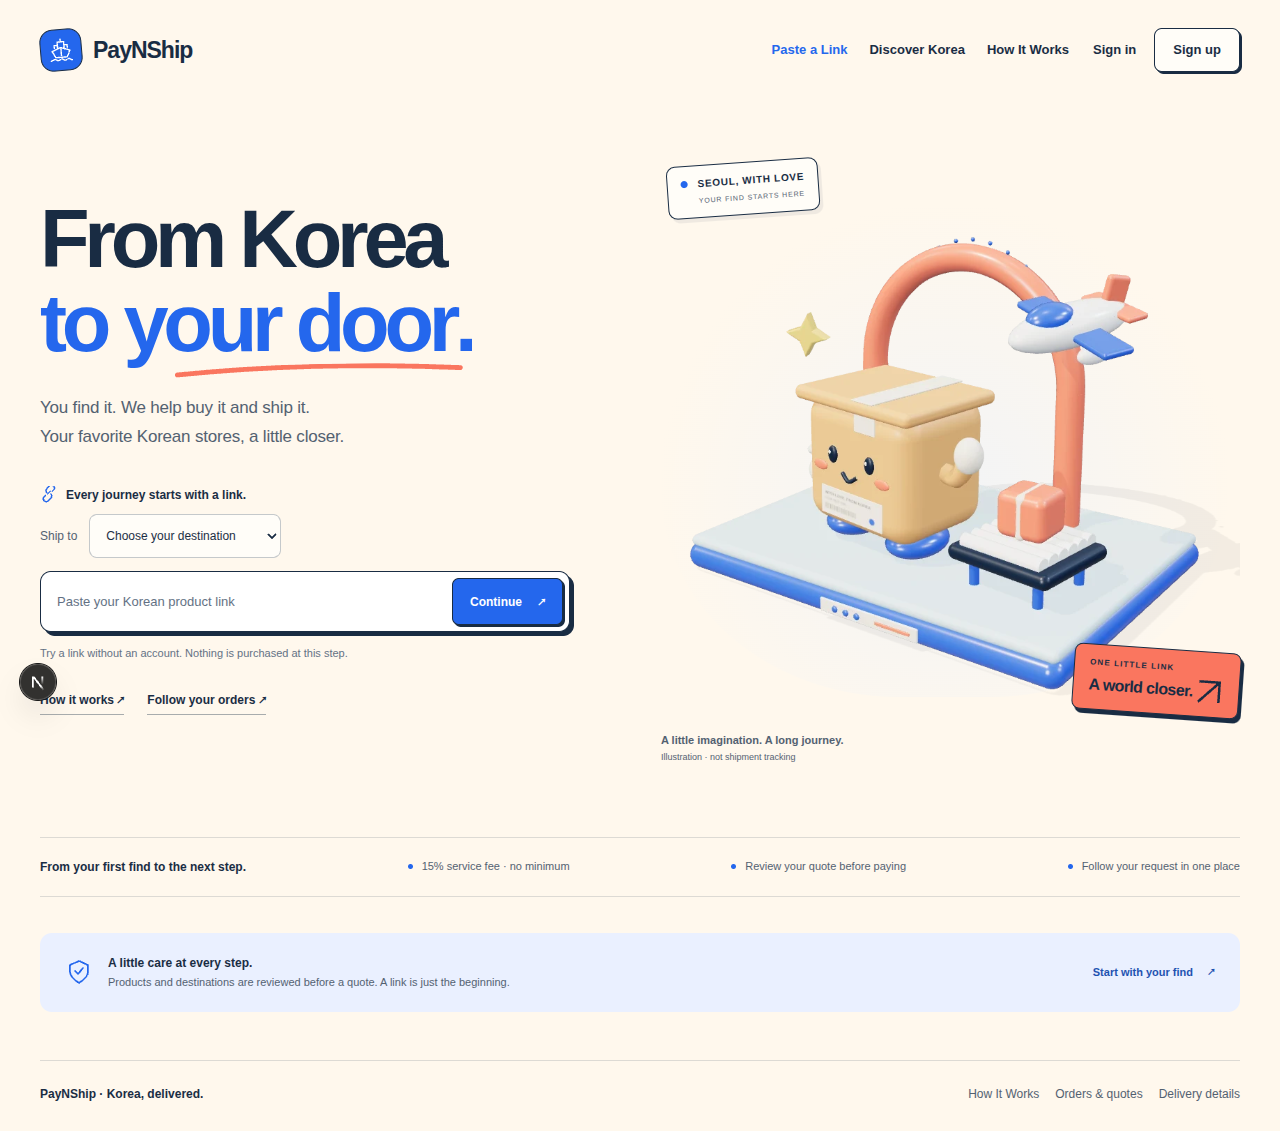 PayNShip
Paste a Link
Discover Korea
How It Works
Sign in
Sign up
SEOUL, WITH LOVE
YOUR FIND STARTS HERE
From Korea
to your door.
You find it. We help buy it and ship it.
Your favorite Korean stores, a little closer.
Every journey starts with a link.
Ship to
Choose your destination
Paste your Korean product link
Continue ↗
Try a link without an account. Nothing is purchased at this step.
How it works ↗
Follow your orders ↗
ONE LITTLE LINK
A world closer.
A little imagination. A long journey.
Illustration · not shipment tracking
From your first find to the next step.
15% service fee · no minimum
Review your quote before paying
Follow your request in one place
A little care at every step.
Products and destinations are reviewed before a quote. A link is just the beginning.
Start with your find ↗
PayNShip · Korea, delivered.
How It Works
Orders & quotes
Delivery details